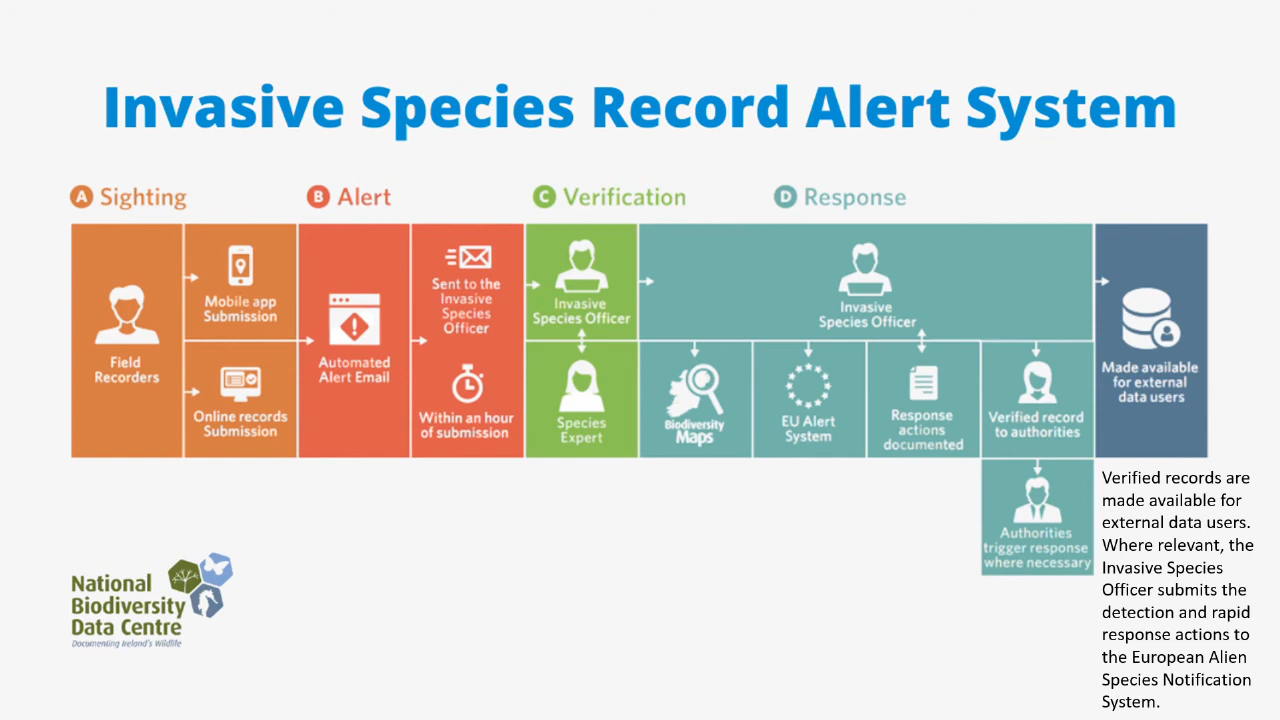 Invasive Species Record Alert System
A Sighting
B Alert
C Verification
D Response
Field
Recorders
Mobile app
Submission
Online records
Submission
Automated
Alert Email
Sent to the
Invasive
Species
Officer
Within an hour
of submission
Invasive
Species Officer
Species
Expert
Invasive
Species Officer
Biodiversity
Maps
EU Alert
System
Response
actions
documented
Verified record
to authorities
Authorities
trigger response
where necessary
Made available
for external
data users
Verified records are
made available for
external data users.
Where relevant, the
Invasive Species
Officer submits the
detection and rapid
response actions to
the European Alien
Species Notification
System.
National
Biodiversity
Data Centre
Documenting Ireland's Wildlife